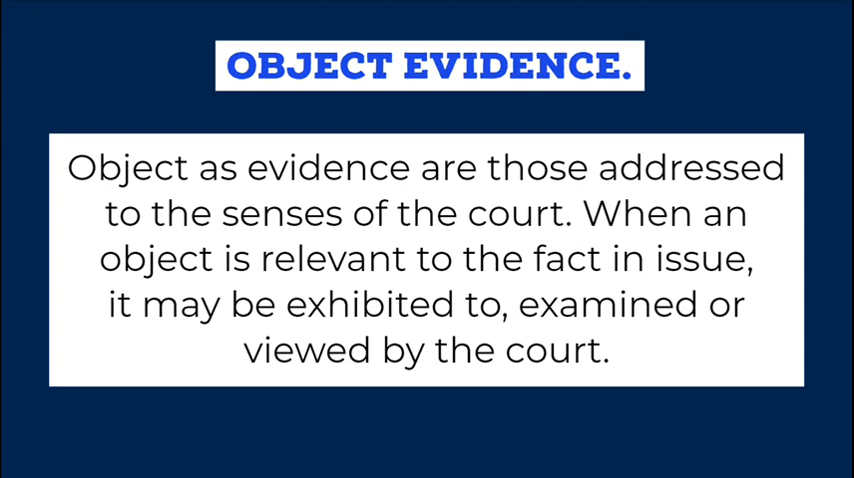 OBJECT EVIDENCE.
Object as evidence are those addressed
to the senses of the court. When an
object is relevant to the fact in issue,
it may be exhibited to, examined or
viewed by the court.